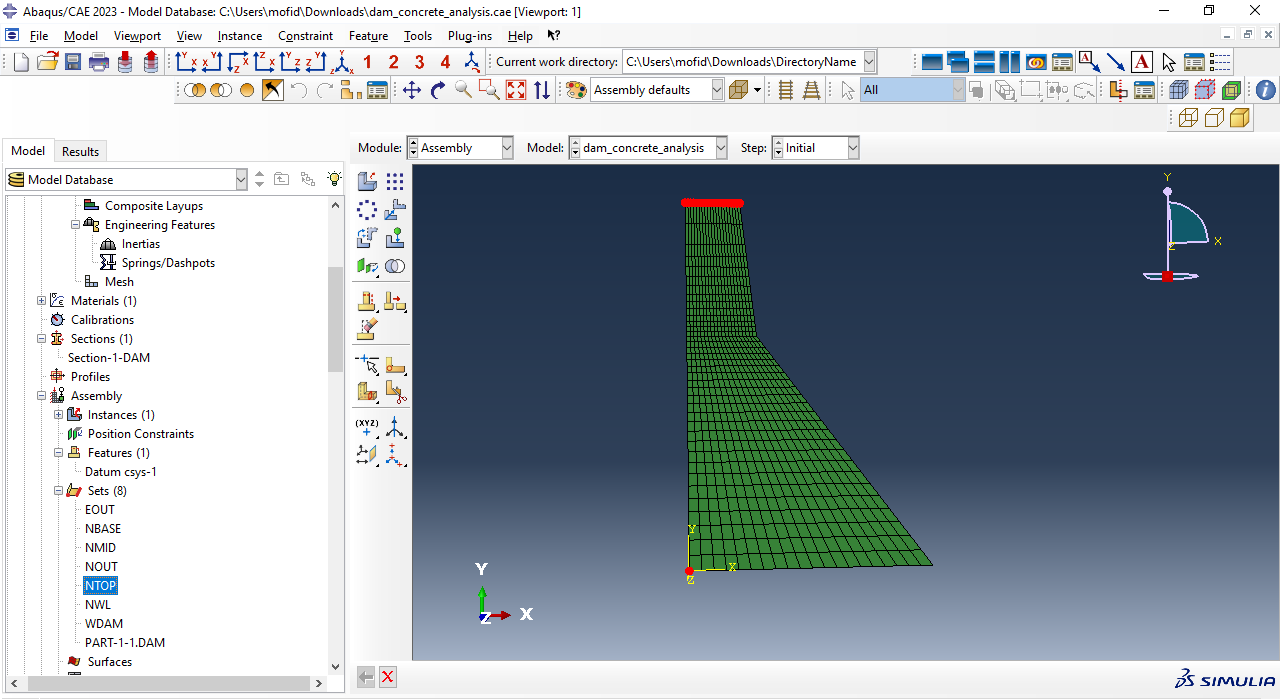 Abaqus/CAE 2023 - Model Database: C:\Users\mofid\Downloads\dam_concrete_analysis.cae [Viewport: 1]
File Model Viewport View Instance Constraint Feature Tools Plug-ins Help
1 2 3 4 Current work directory: C:\Users\mofid\Downloads\DirectoryName
Assembly defaults All
Model Results
Module: Assembly Model: dam_concrete_analysis Step: Initial
Model Database
Composite Layups
Engineering Features
Inertias
Springs/Dashpots
Mesh
Materials (1)
Calibrations
Sections (1)
Section-1-DAM
Profiles
Assembly
Instances (1)
Position Constraints
Features (1)
Datum csys-1
Sets (8)
EOUT
NBASE
NMID
NOUT
NTOP
NWL
WDAM
PART-1-1.DAM
Surfaces
(XYZ)
Y
X
Y
X
Z
Y
X
Z
SIMULIA